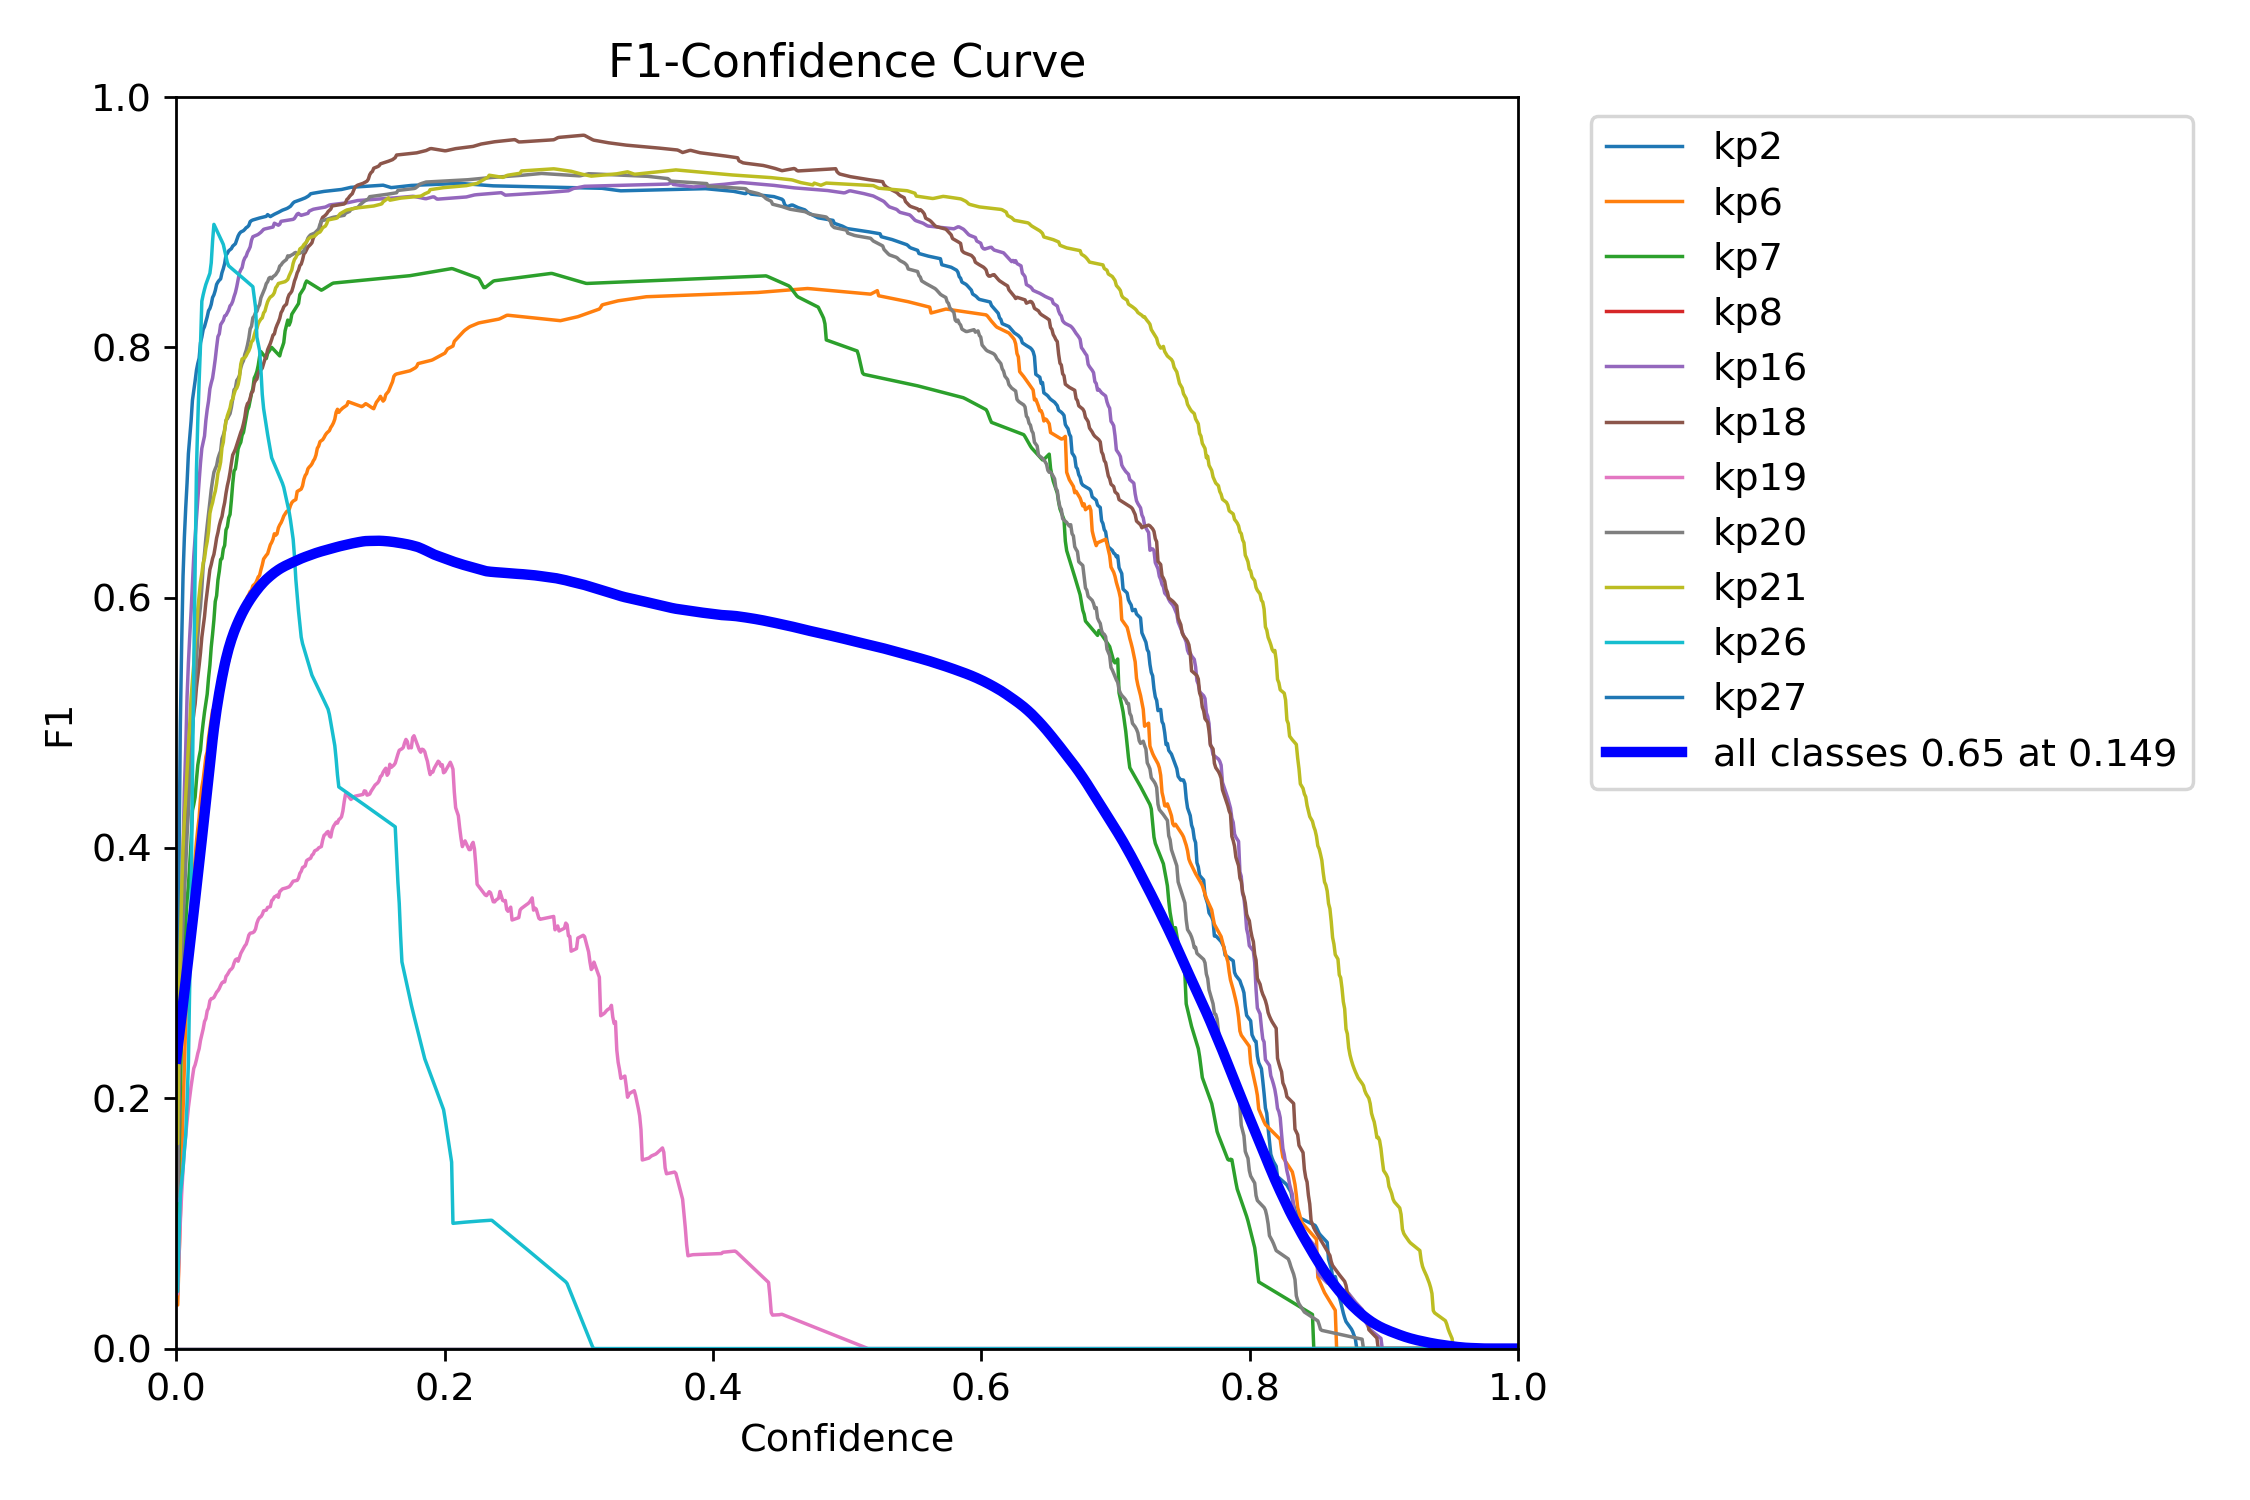 F1-Confidence Curve
1.0
0.8
0.6
0.4
0.2
0.0
F1
0.0 0.2 0.4 0.6 0.8 1.0
Confidence
kp2
kp6
kp7
kp8
kp16
kp18
kp19
kp20
kp21
kp26
kp27
all classes 0.65 at 0.149